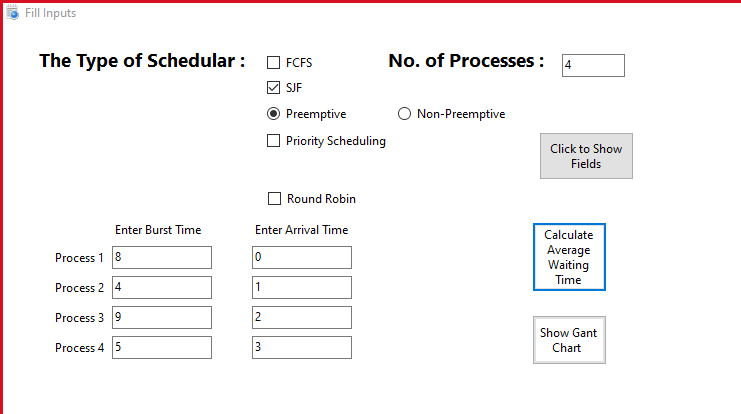 Fill Inputs
The Type of Schedular :
FCFS
No. of Processes :
4
SJF
Preemptive
Non-Preemptive
Priority Scheduling
Click to Show
Fields
Round Robin
Enter Burst Time
Enter Arrival Time
Calculate
Average
Waiting
Time
Process 1
8
0
Process 2
4
1
Process 3
9
2
Process 4
5
3
Show Gant
Chart